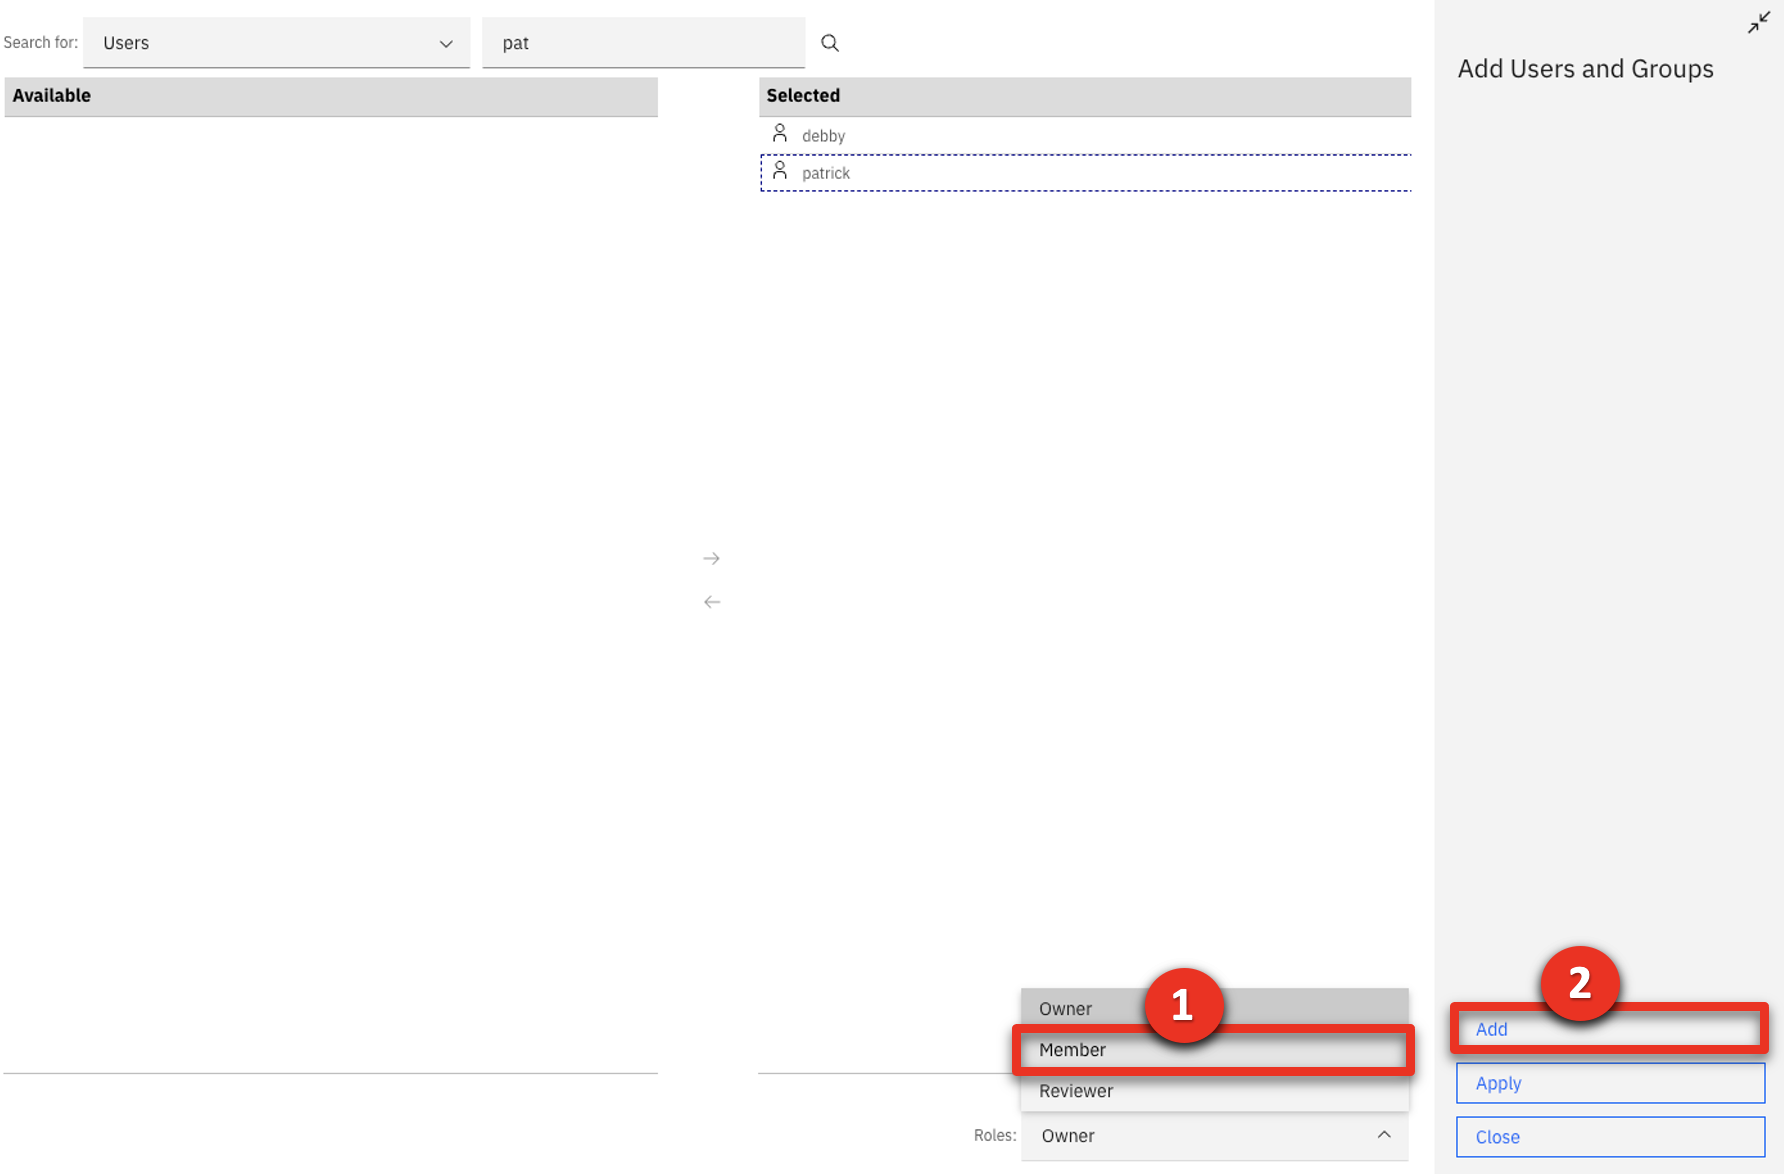 Search for:
Users
pat
Add Users and Groups
Available
Selected
debby
patrick
Owner
1
Member
Reviewer
Roles:
Owner
2
Add
Apply
Close